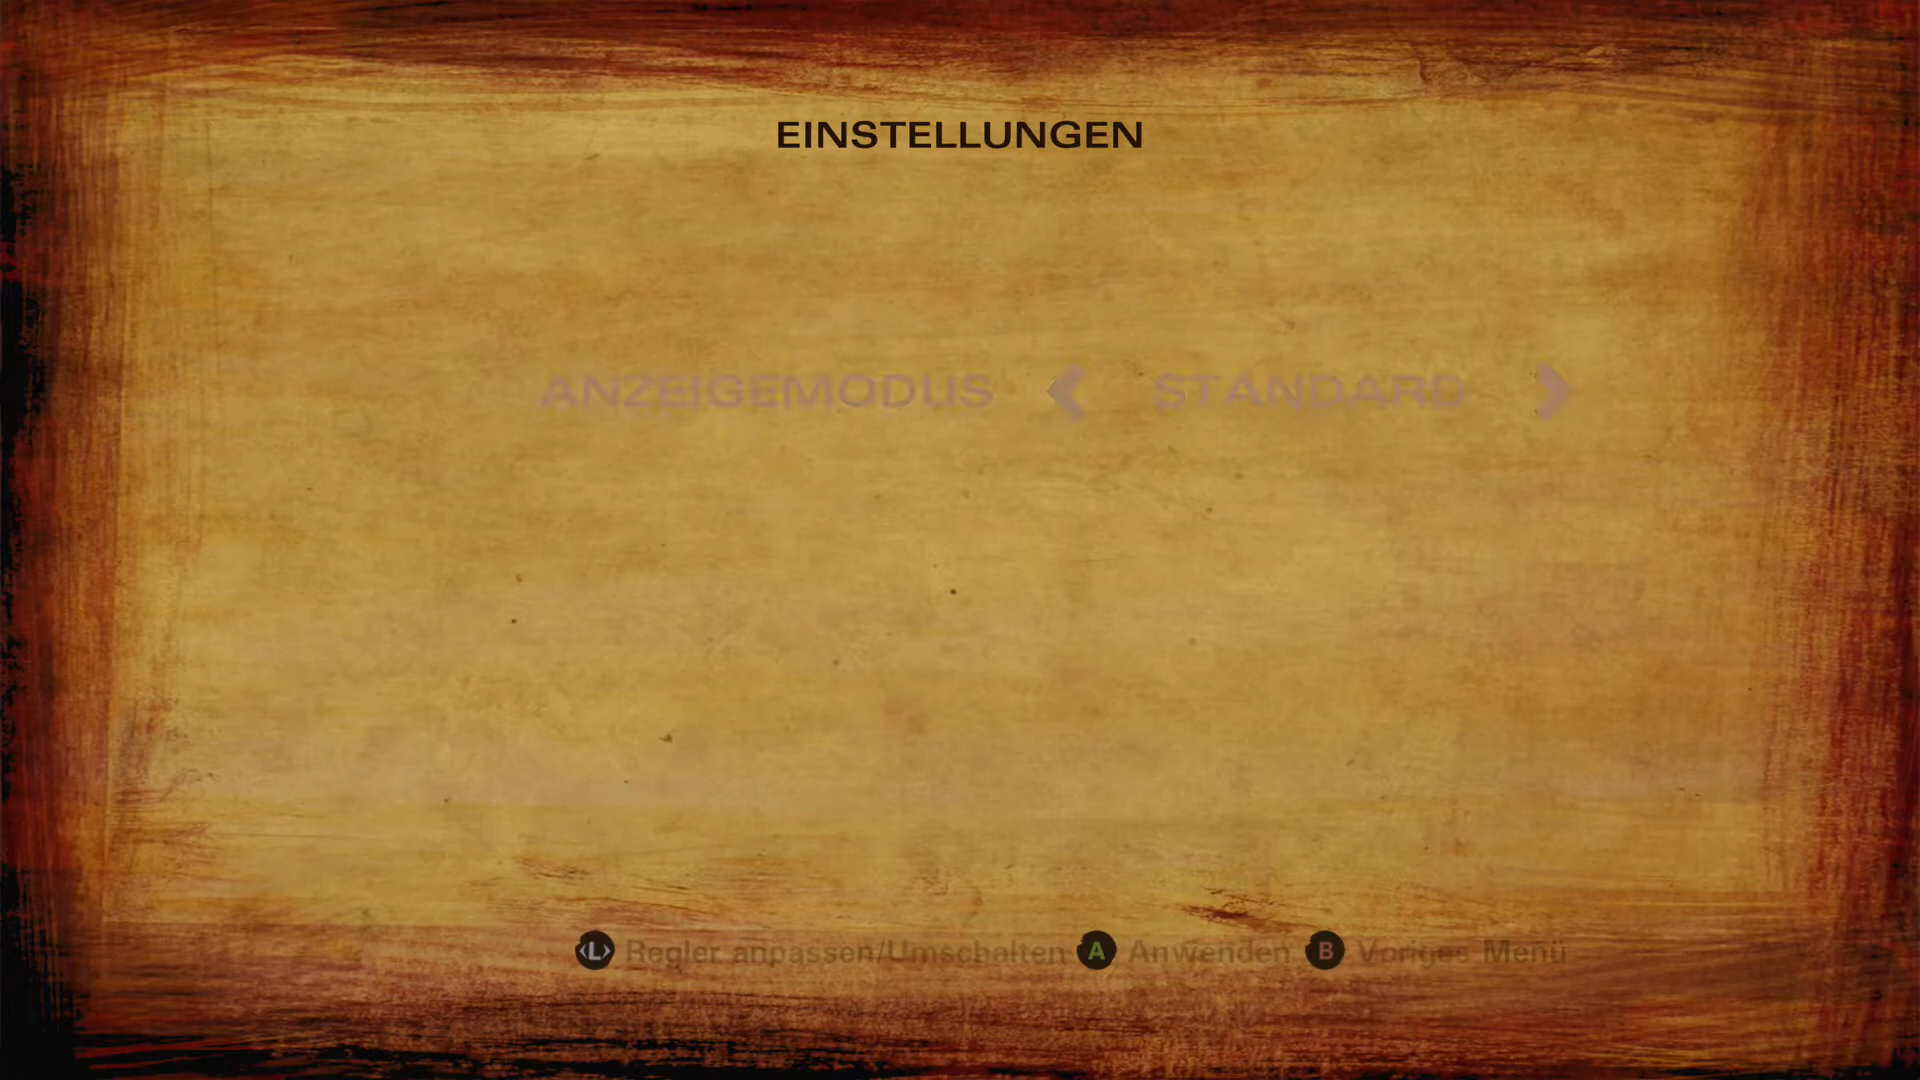 EINSTELLUNGEN
ANZEIGEMODUS STANDARD
L Regler anpassen/Umschalten A Anwenden B Voriges Menü